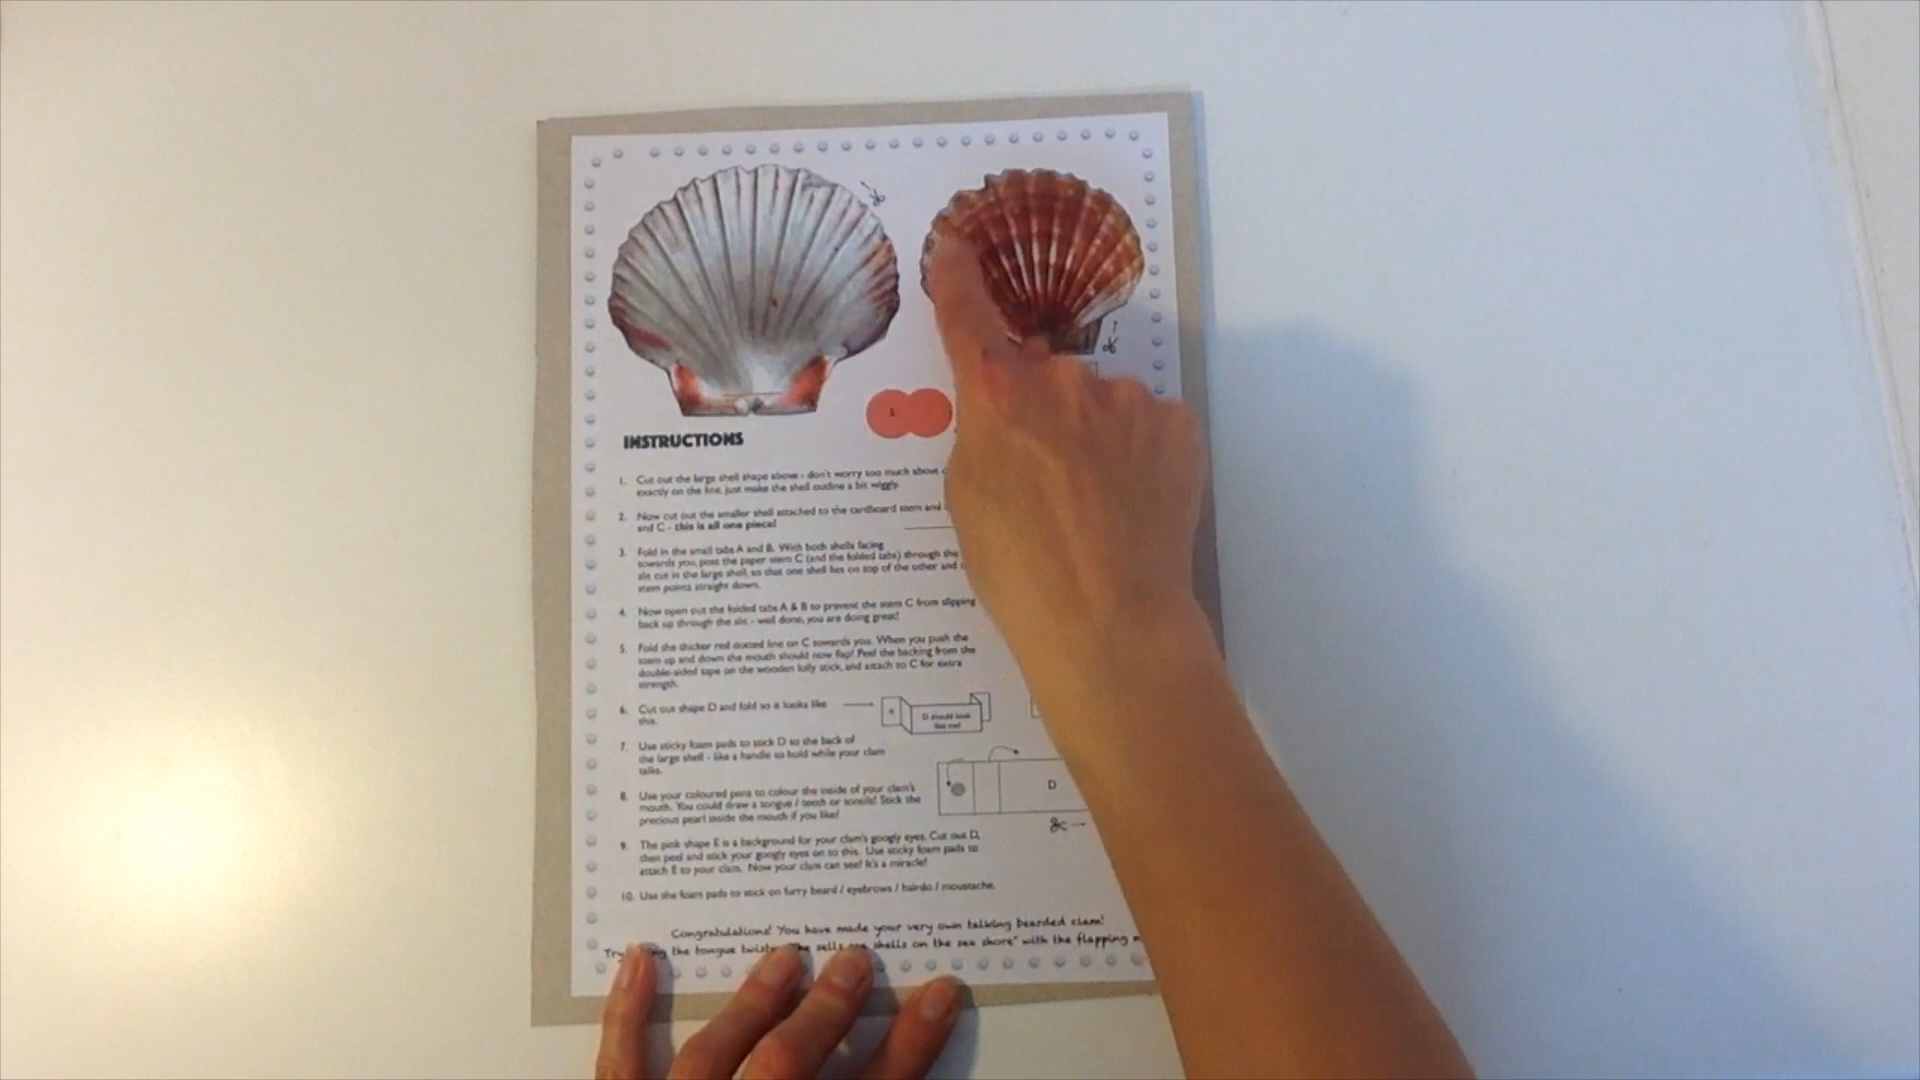 E
INSTRUCTIONS
1. Cut out the large shell shape above - don't worry too much about
exactly on the line, just make the shell outline a bit wiggly.
2. Now cut out the smaller shell attached to the cardboard stem and
and C - this is all one piece!
3. Fold in the small tabs A and B. With both shells facing
towards you, post the paper stem C (and the folded tabs) through the
slit cut in the large shell, so that one shell lies on top of the other and
stem points straight down.
4. Now open out the folded tabs A & B to prevent the stem C from slipping
back up through the slit - well done, you are doing great!
5. Fold the thicker red dotted line on C towards you. When you push the
stem up and down the mouth should now flap! Peel the backing from the
double-sided tape on the wooden lolly stick, and attach to C for extra
strength.
6. Cut out shape D and fold so it looks like
this.
D should look
like this!
7. Use sticky foam pads to stick D to the back of
the large shell - like a handle to hold while your clam
talks.
D
8. Use your coloured pens to colour the inside of your clam's
mouth. You could draw a tongue / teeth or tonsils! Stick the
precious pearl inside the mouth if you like!
9. The pink shape E is a background for your clam's googly eyes. Cut out D,
then peel and stick your googly eyes on to this. Use sticky foam pads to
attach E to your clam. Now your clam can see! It's a miracle!
10. Use the foam pads to stick on furry beard / eyebrows / hairdo / moustache.
Congratulations! You have made your very own talking bearded clam!
Try the tongue twister sells shells on the sea shore" with the flapping